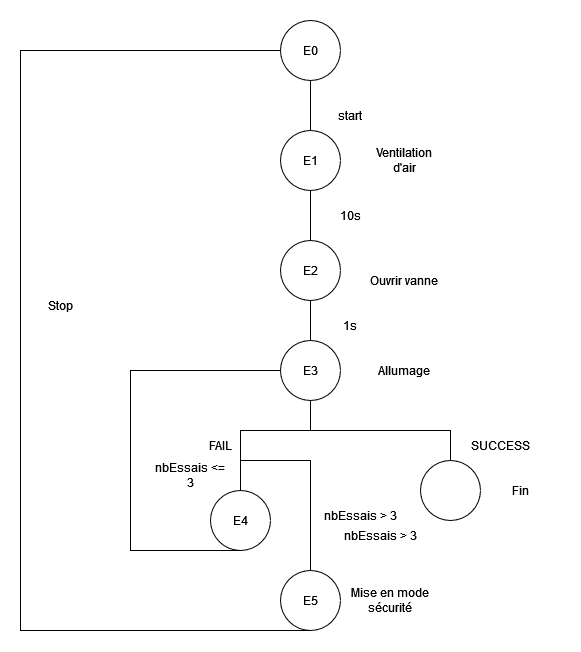 E0
start
E1
Ventilation
d'air
10s
E2
Ouvrir vanne
Stop
1s
E3
Allumage
FAIL
SUCCESS
nbEssais <=
3
Fin
nbEssais > 3
E4
nbEssais > 3
E5
Mise en mode
sécurité